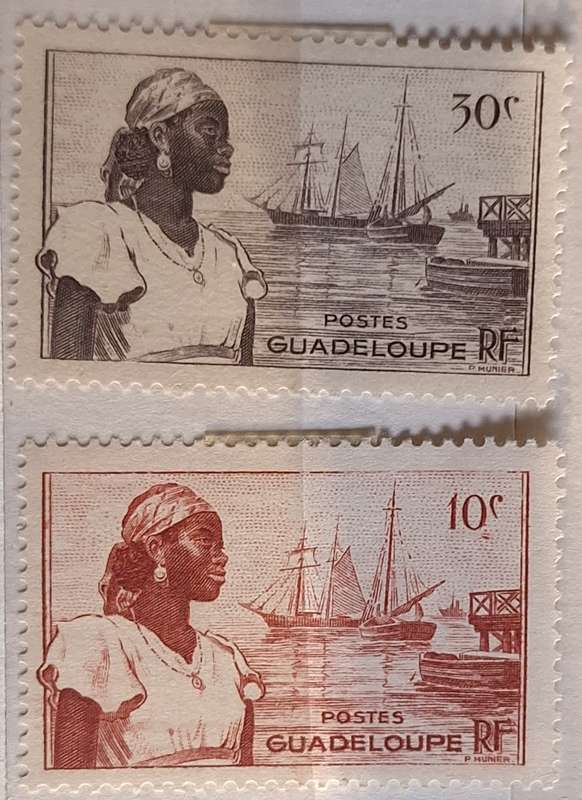 30c
POSTES
GUADELOUPE RF
P. MUNIER
10c
POSTES
GUADELOUPE RF
P. MUNIER